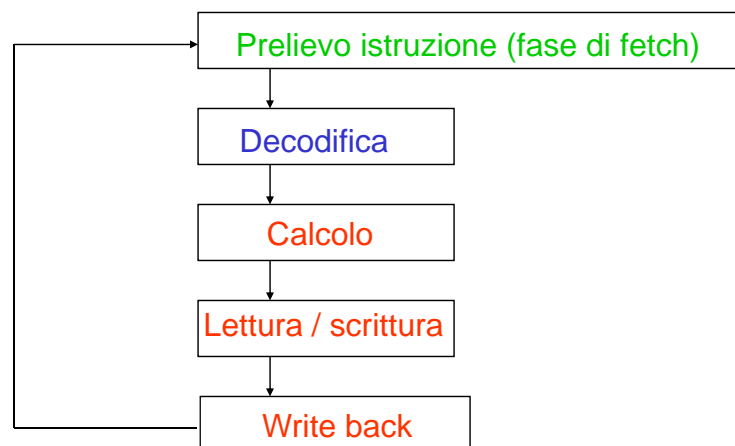 Prelievo istruzione (fase di fetch)
Decodifica
Calcolo
Lettura / scrittura
Write back